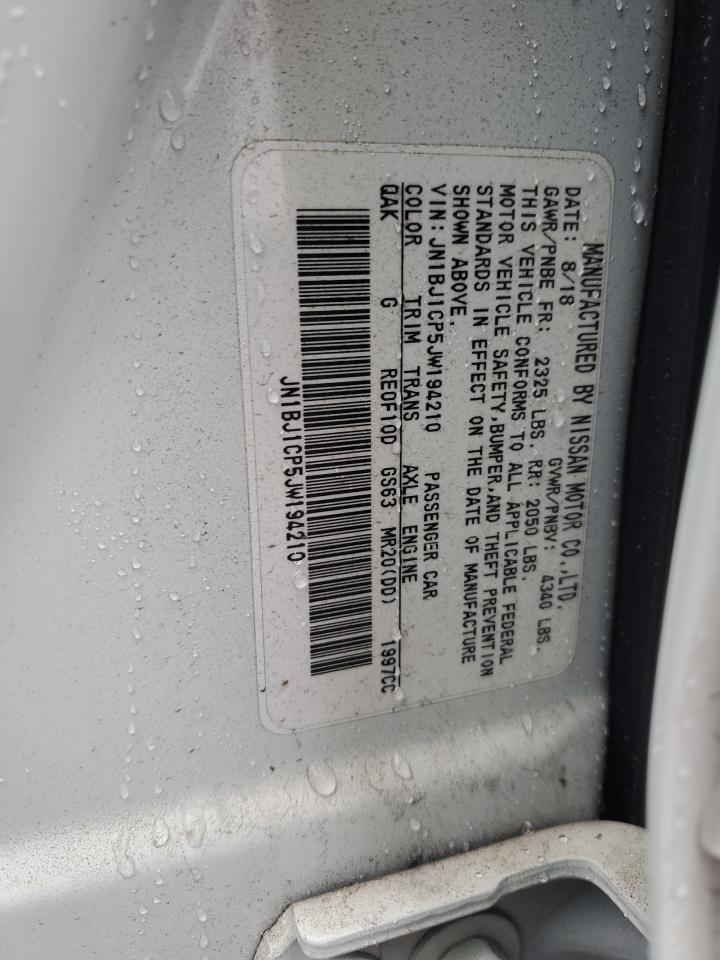 MANUFACTURED BY NISSAN MOTOR CO.,LTD.
DATE: 8/18 GVWR/PNBV: 4340 LBS.
GAWR/PNBE FR: 2325 LBS. RR: 2050 LBS.
THIS VEHICLE CONFORMS TO ALL APPLICABLE FEDERAL
MOTOR VEHICLE SAFETY,BUMPER,AND THEFT PREVENTION
STANDARDS IN EFFECT ON THE DATE OF MANUFACTURE
SHOWN ABOVE.
VIN:JN1BJ1CP5JW194210 PASSENGER CAR
COLOR TRIM TRANS AXLE ENGINE
QAK G RE0F10D GS63 MR20(DD) 1997CC
JN1BJ1CP5JW194210